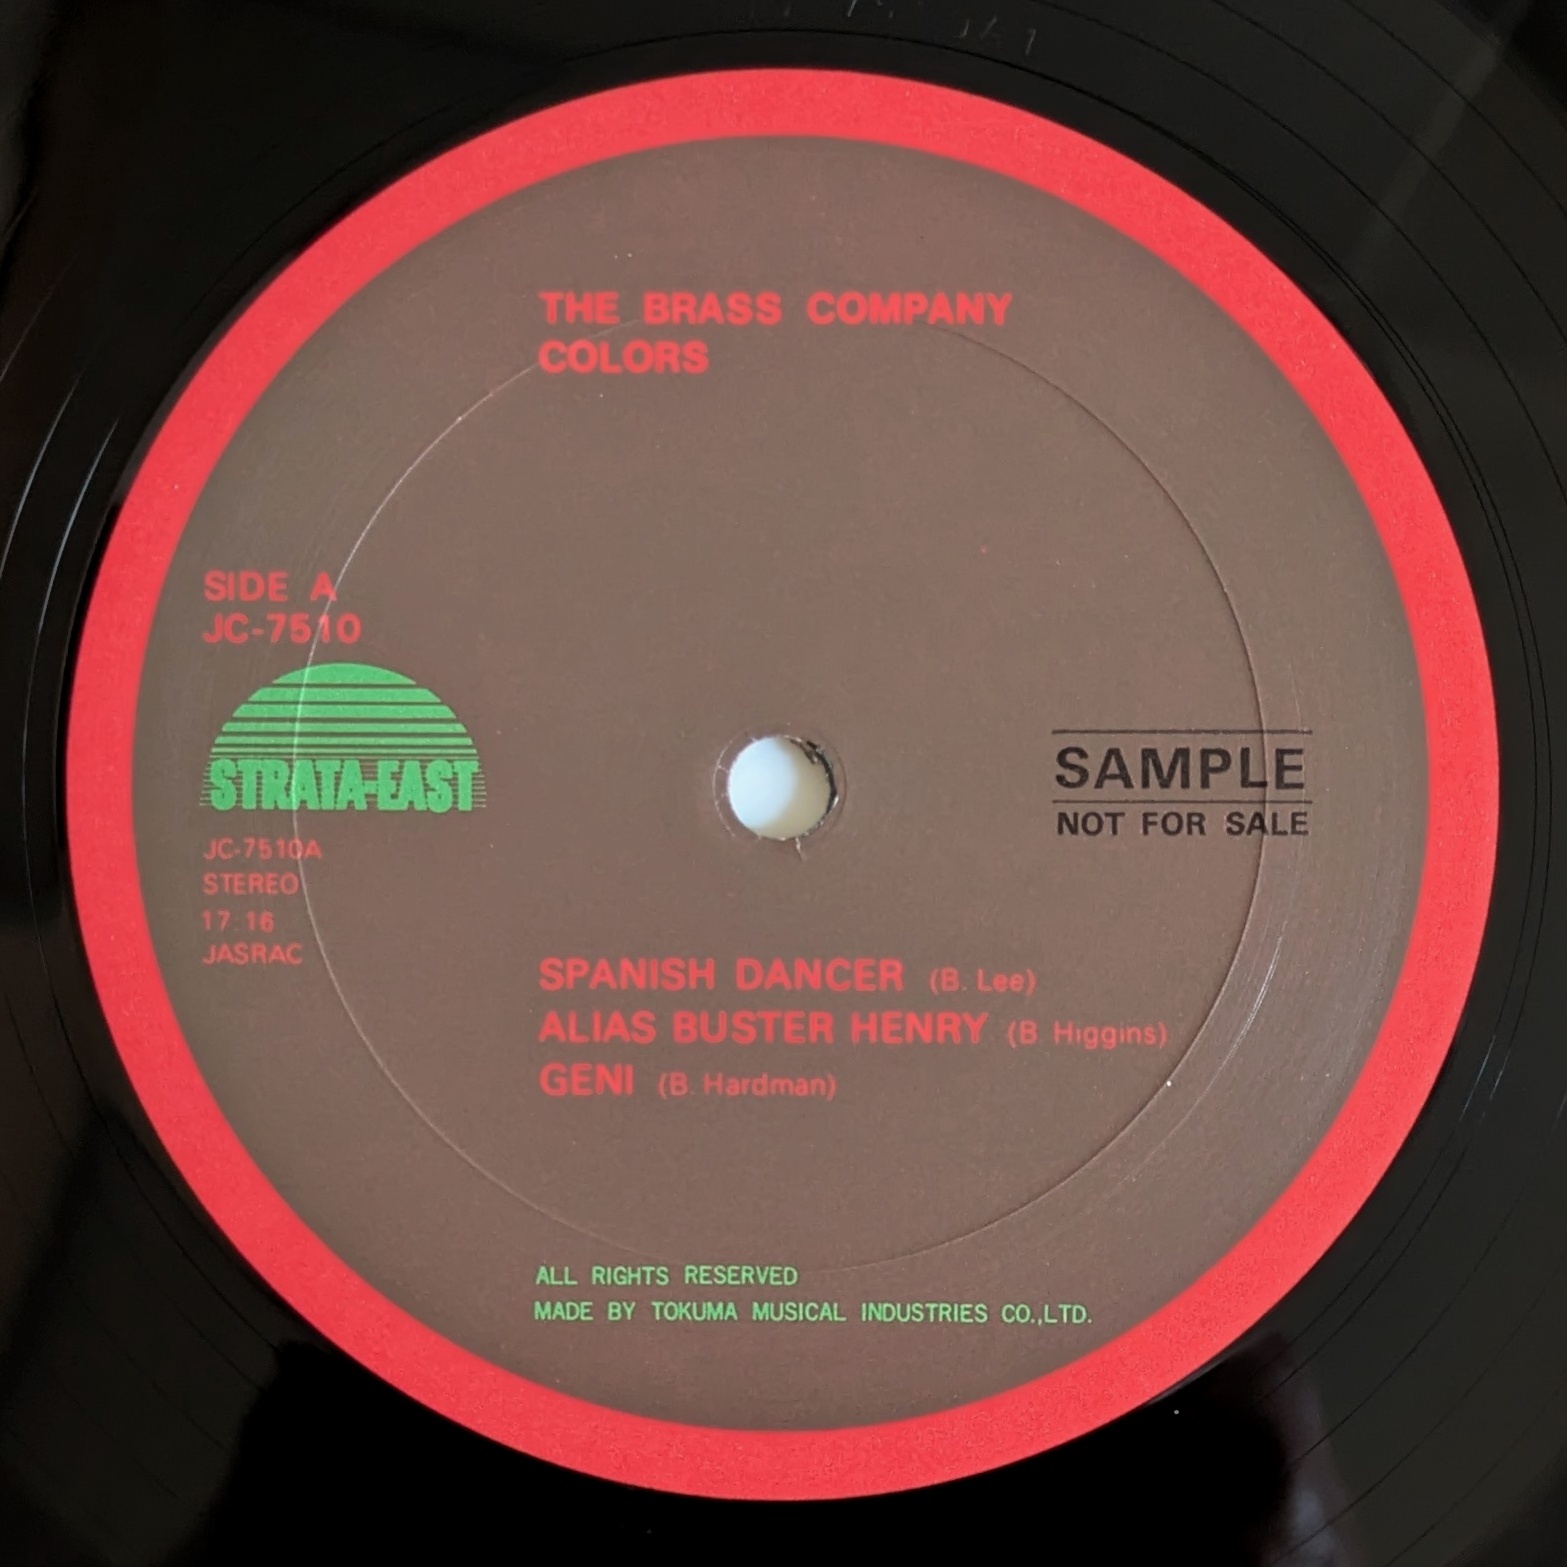 THE BRASS COMPANY
COLORS
SIDE A
JC-7510
STRATA-EAST
JC-7510A
STEREO
17.16
JASRAC
SAMPLE
NOT FOR SALE
SPANISH DANCER (B. Lee)
ALIAS BUSTER HENRY (B. Higgins)
GENI (B. Hardman)
ALL RIGHTS RESERVED
MADE BY TOKUMA MUSICAL INDUSTRIES CO.,LTD.